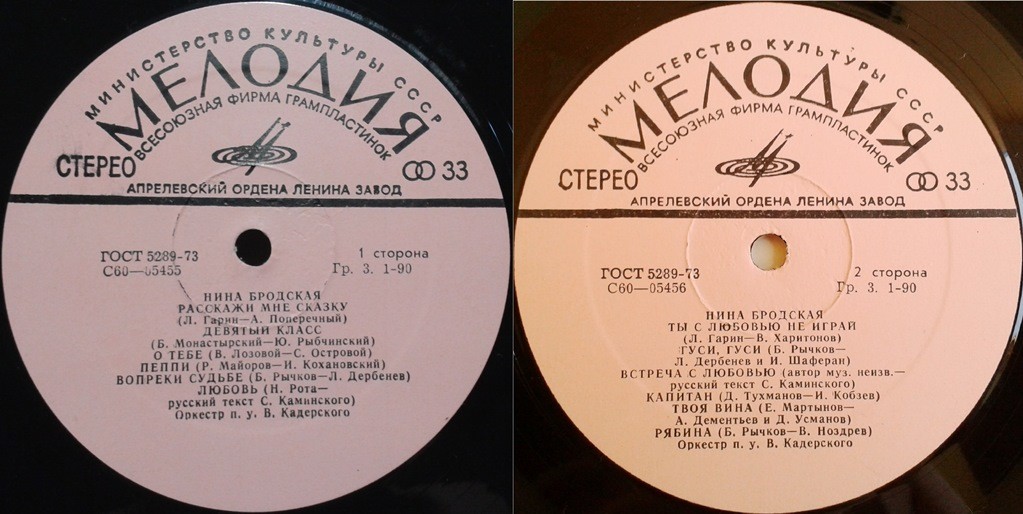 МИНИСТЕРСТВО КУЛЬТУРЫ СССР
МЕЛОДИЯ
ВСЕСОЮЗНАЯ ФИРМА ГРАМПЛАСТИНОК
СТЕРЕО
33
АПРЕЛЕВСКИЙ ОРДЕНА ЛЕНИНА ЗАВОД
ГОСТ 5289-73
1 сторона
С60—05455
Гр. 3. 1-90
НИНА БРОДСКАЯ
РАССКАЖИ МНЕ СКАЗКУ
(Л. Гарин—А. Поперечный)
ДЕВЯТЫЙ КЛАСС
(Б. Монастырский—Ю. Рыбчинский)
О ТЕБЕ (В. Лозовой—С. Островой)
ПЕППИ (Р. Майоров—И. Кохановский)
ВОПРЕКИ СУДЬБЕ (Б. Рычков—Л. Дербенев)
ЛЮБОВЬ (Н. Рота—
русский текст С. Каминского)
Оркестр п. у. В. Кадерского
МИНИСТЕРСТВО КУЛЬТУРЫ СССР
МЕЛОДИЯ
ВСЕСОЮЗНАЯ ФИРМА ГРАМПЛАСТИНОК
СТЕРЕО
33
АПРЕЛЕВСКИЙ ОРДЕНА ЛЕНИНА ЗАВОД
ГОСТ 5289-73
2 сторона
С60—05456
Гр. 3. 1-90
НИНА БРОДСКАЯ
ТЫ С ЛЮБОВЬЮ НЕ ИГРАЙ
(Л. Гарин—В. Харитонов)
ГУСИ, ГУСИ (Б. Рычков—
Л. Дербенев и И. Шаферан)
ВСТРЕЧА С ЛЮБОВЬЮ (автор муз. неизв.—
русский текст С. Каминского)
КАПИТАН (Д. Тухманов—И. Кобзев)
ТВОЯ ВИНА (Е. Мартынов—
А. Дементьев и Д. Усманов)
РЯБИНА (Б. Рычков—В. Ноздрев)
Оркестр п. у. В. Кадерского